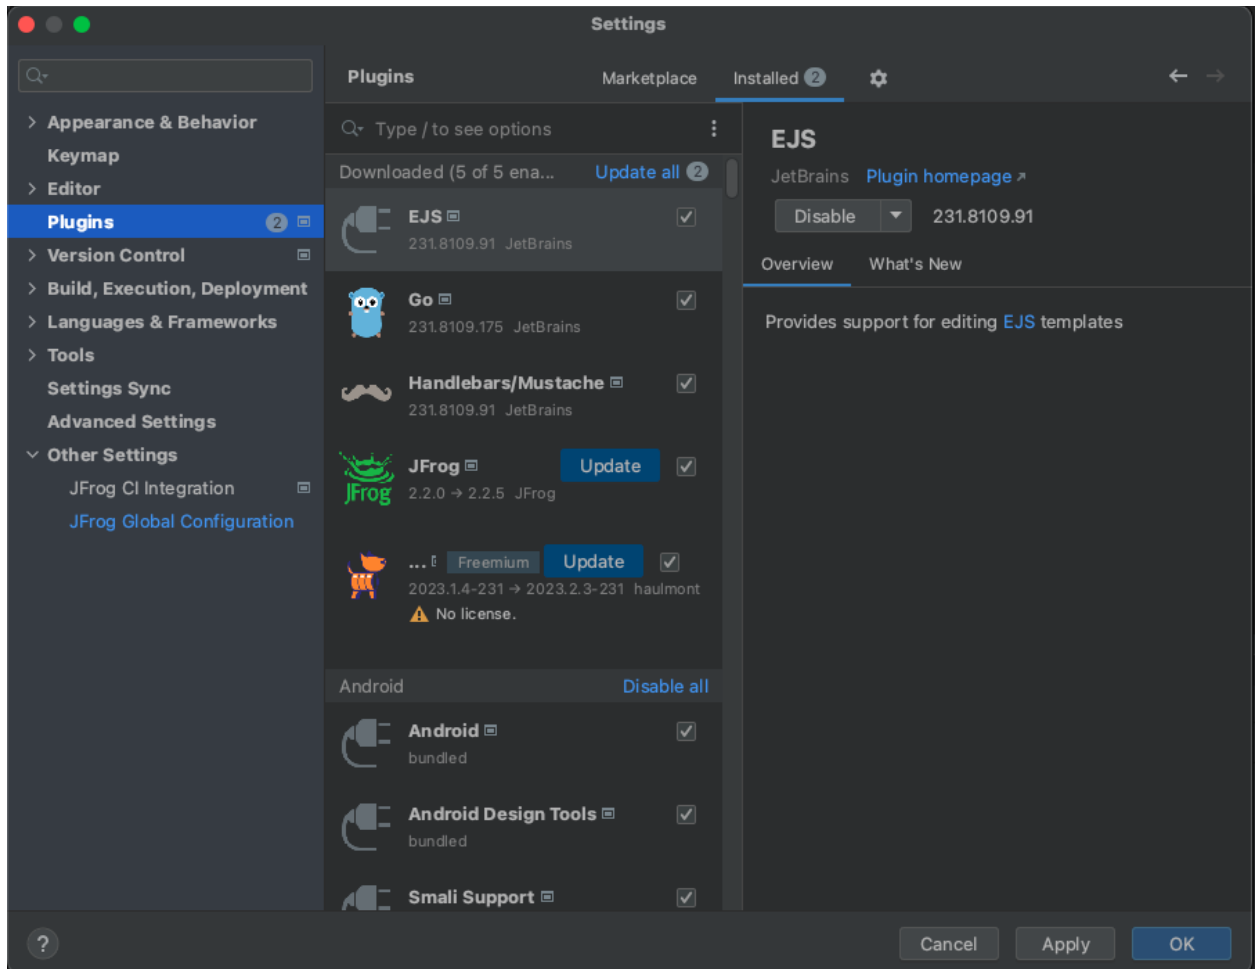 Settings
Appearance & Behavior
Keymap
Editor
Plugins 2
Version Control
Build, Execution, Deployment
Languages & Frameworks
Tools
Settings Sync
Advanced Settings
Other Settings
JFrog CI Integration
JFrog Global Configuration
Plugins Marketplace Installed 2
Type / to see options
Downloaded (5 of 5 ena... Update all 2
EJS
231.8109.91 JetBrains
Go
231.8109.175 JetBrains
Handlebars/Mustache
231.8109.91 JetBrains
JFrog Update
JFrog
2.2.0 → 2.2.5 JFrog
... Freemium Update
2023.1.4-231 → 2023.2.3-231 haulmont
No license.
Android Disable all
Android
bundled
Android Design Tools
bundled
Smali Support
EJS
JetBrains Plugin homepage ↗
Disable 231.8109.91
Overview What's New
Provides support for editing EJS templates
? Cancel Apply OK